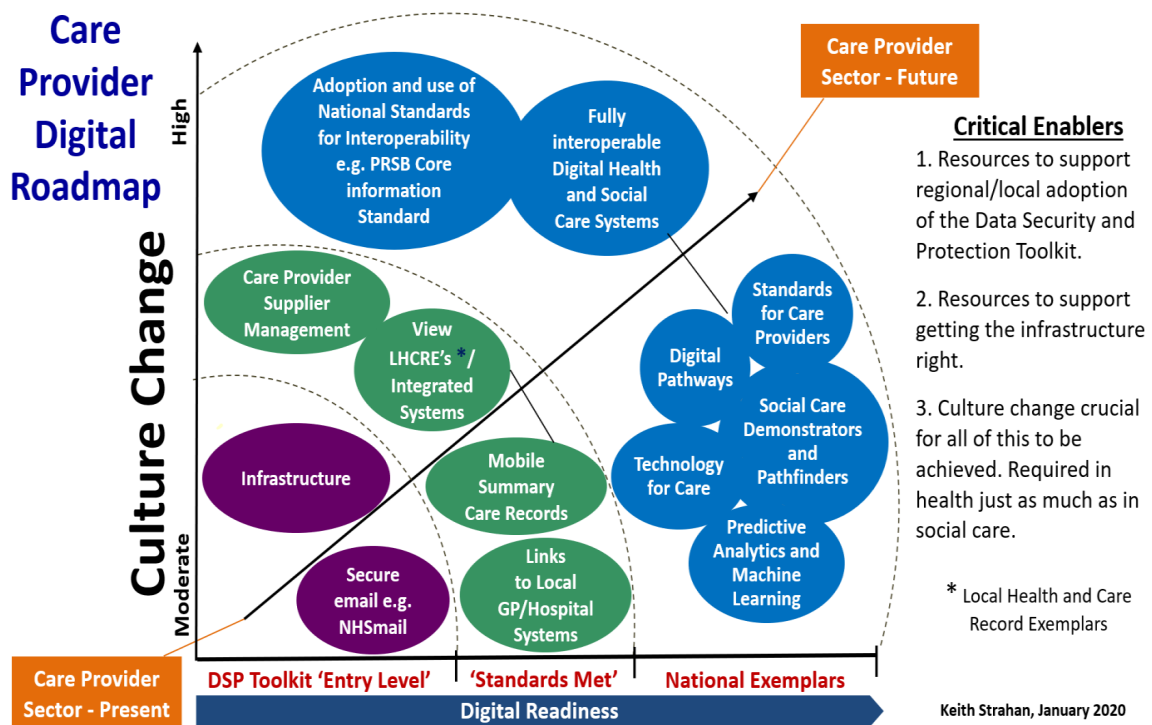 Care
Provider
Digital
Roadmap
Culture Change
High
Moderate
Care Provider
Sector - Future
Adoption and use of
National Standards
for Interoperability
e.g. PRSB Core
information
Standard
Fully
interoperable
Digital Health
and Social
Care Systems
Care Provider
Supplier
Management
View
LHCRE's * /
Integrated
Systems
Standards
for Care
Providers
Digital
Pathways
Social Care
Demonstrators
and
Pathfinders
Technology
for Care
Predictive
Analytics and
Machine
Learning
Infrastructure
Mobile
Summary
Care Records
Secure
email e.g.
NHSmail
Links
to Local
GP/Hospital
Systems
Care Provider
Sector - Present
DSP Toolkit 'Entry Level'
'Standards Met'
National Exemplars
Digital Readiness
Critical Enablers
1. Resources to support
regional/local adoption
of the Data Security and
Protection Toolkit.
2. Resources to support
getting the infrastructure
right.
3. Culture change crucial
for all of this to be
achieved. Required in
health just as much as in
social care.
* Local Health and Care
Record Exemplars
Keith Strahan, January 2020